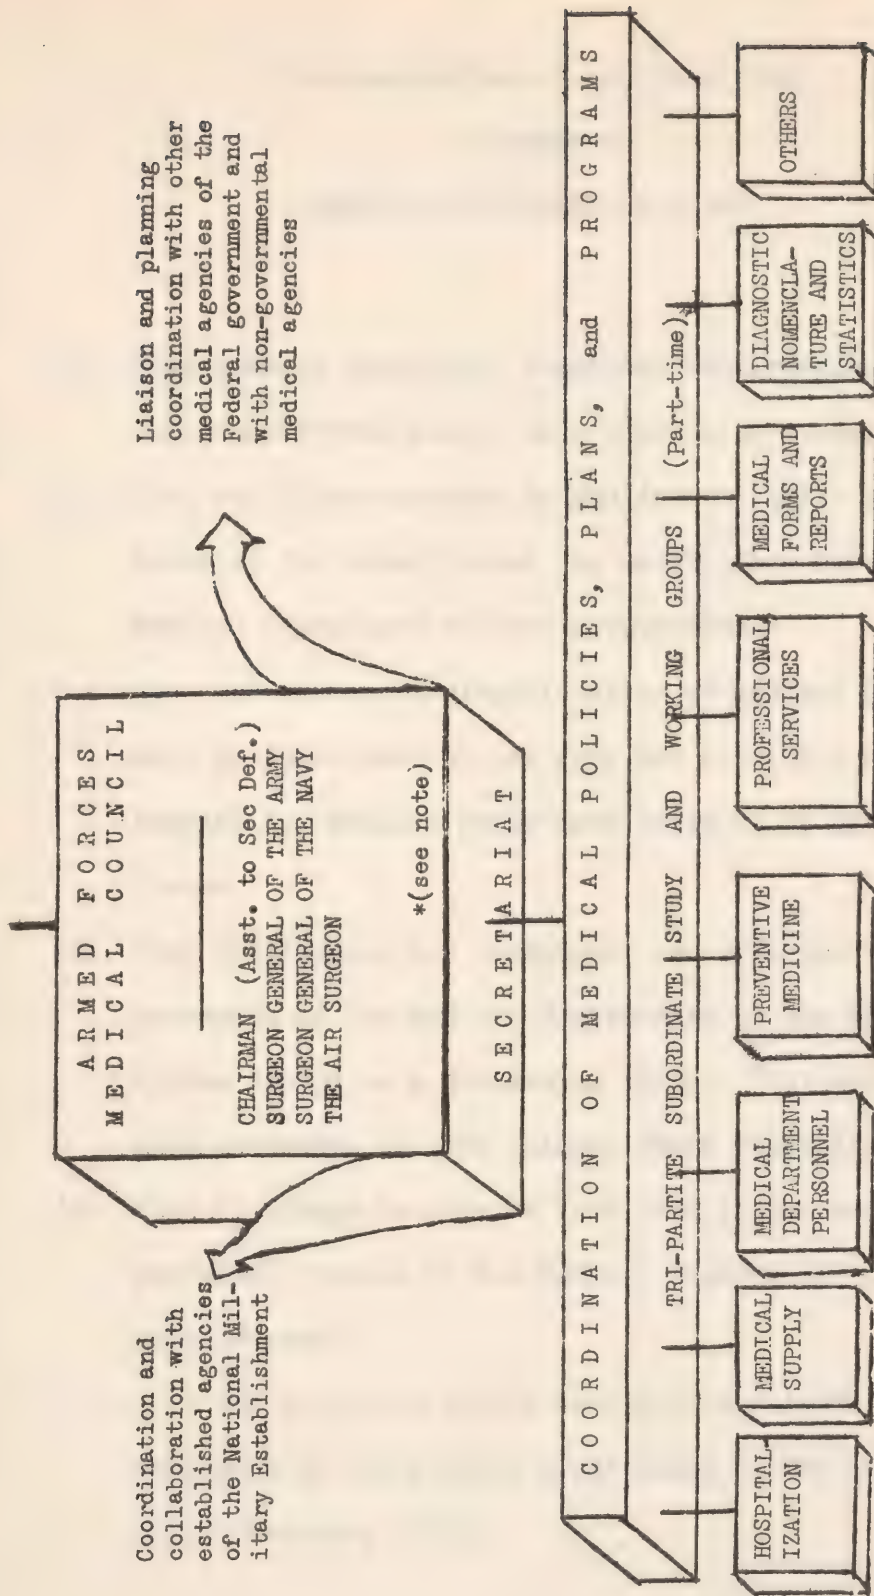 ARMED FORCES
MEDICAL COUNCIL
CHAIRMAN (Asst. to Sec Def.)
SURGEON GENERAL OF THE ARMY
SURGEON GENERAL OF THE NAVY
THE AIR SURGEON
*(see note)
SECRETARIAT
Coordination and
collaboration with
established agencies
of the National Mil-
itary Establishment
Liaison and planning
coordination with other
medical agencies of the
Federal government and
with non-governmental
medical agencies
COORDINATION OF MEDICAL POLICIES, PLANS, and PROGRAMS
TRI-PARTITE SUBORDINATE STUDY AND WORKING GROUPS (Part-time)
HOSPITAL-
IZATION
MEDICAL
SUPPLY
MEDICAL
DEPARTMENT
PERSONNEL
PREVENTIVE
MEDICINE
PROFESSIONAL
SERVICES
MEDICAL
FORMS AND
REPORTS
DIAGNOSTIC
NOMENCLA-
TURE AND
STATISTICS
OTHERS